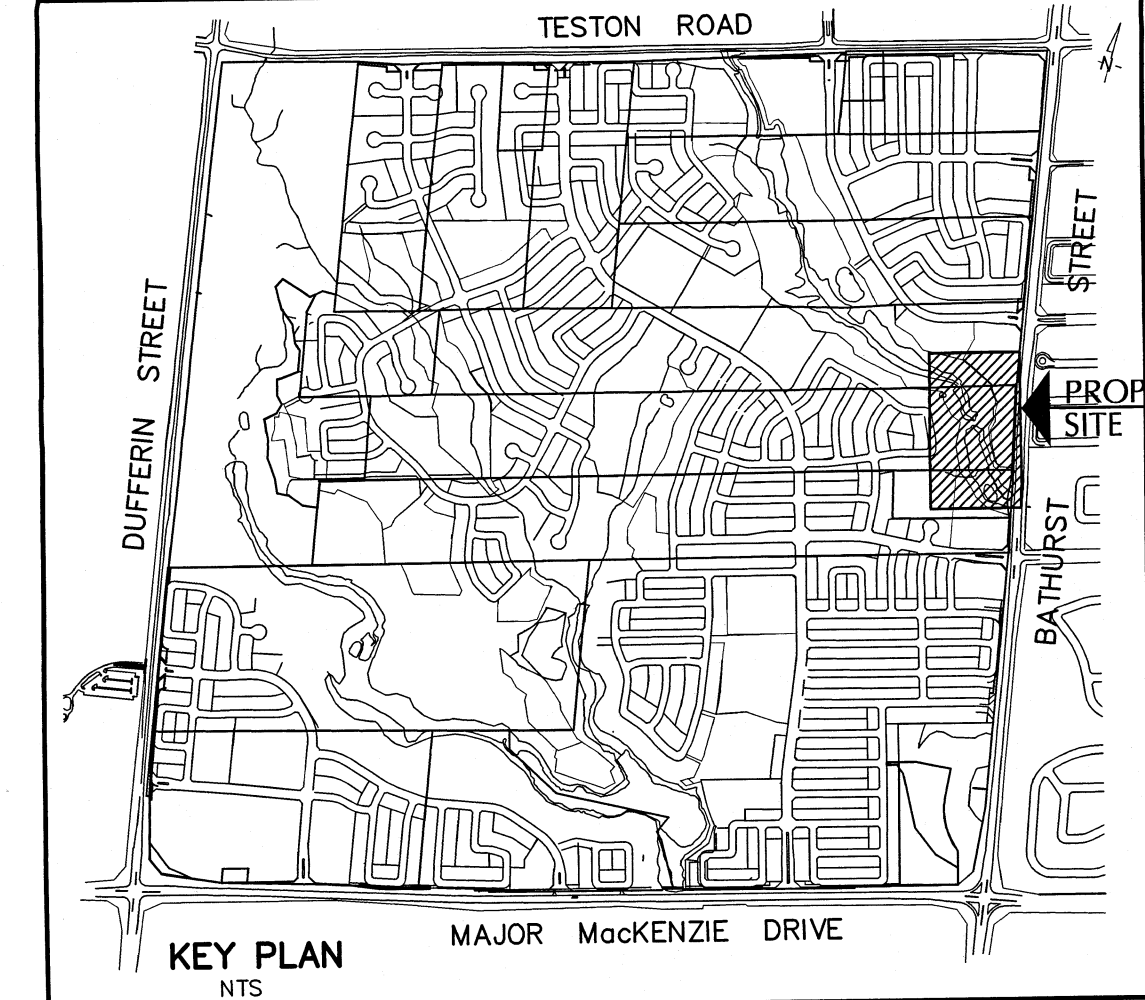 TESTON ROAD
N
STREET
DUFFERIN STREET
PROP
SITE
BATHURST
MAJOR MacKENZIE DRIVE
KEY PLAN
NTS